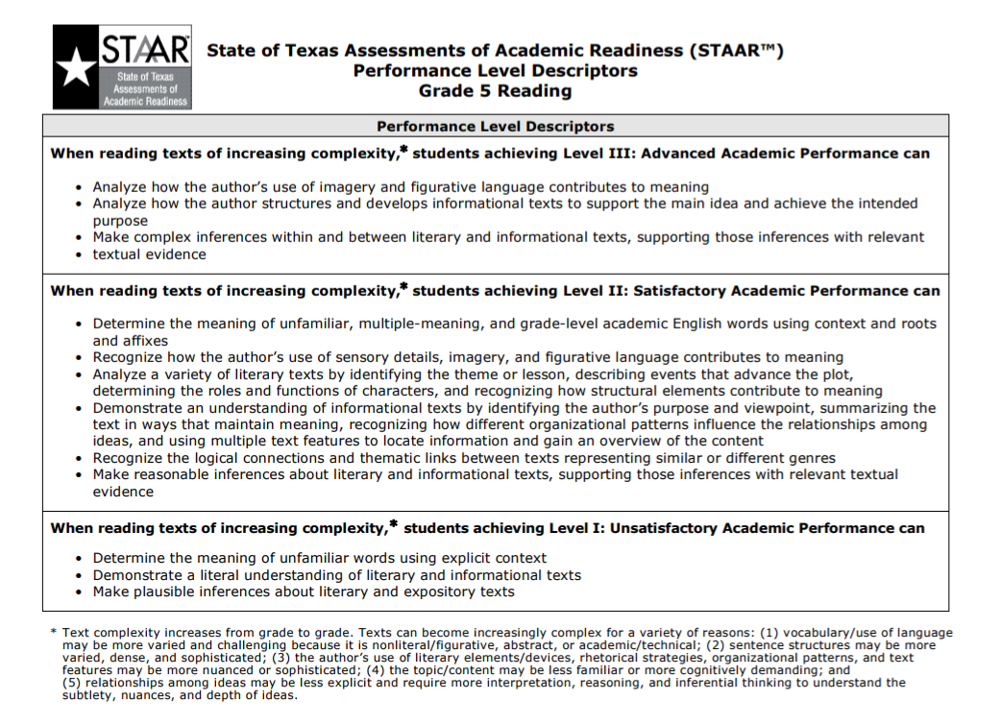 STAAR™
State of Texas
Assessments of
Academic Readiness
State of Texas Assessments of Academic Readiness (STAAR™)
Performance Level Descriptors
Grade 5 Reading
Performance Level Descriptors
When reading texts of increasing complexity,* students achieving Level III: Advanced Academic Performance can
• Analyze how the author's use of imagery and figurative language contributes to meaning
• Analyze how the author structures and develops informational texts to support the main idea and achieve the intended
purpose
• Make complex inferences within and between literary and informational texts, supporting those inferences with relevant
• textual evidence
When reading texts of increasing complexity,* students achieving Level II: Satisfactory Academic Performance can
• Determine the meaning of unfamiliar, multiple-meaning, and grade-level academic English words using context and roots
and affixes
• Recognize how the author's use of sensory details, imagery, and figurative language contributes to meaning
• Analyze a variety of literary texts by identifying the theme or lesson, describing events that advance the plot,
determining the roles and functions of characters, and recognizing how structural elements contribute to meaning
• Demonstrate an understanding of informational texts by identifying the author's purpose and viewpoint, summarizing the
text in ways that maintain meaning, recognizing how different organizational patterns influence the relationships among
ideas, and using multiple text features to locate information and gain an overview of the content
• Recognize the logical connections and thematic links between texts representing similar or different genres
• Make reasonable inferences about literary and informational texts, supporting those inferences with relevant textual
evidence
When reading texts of increasing complexity,* students achieving Level I: Unsatisfactory Academic Performance can
• Determine the meaning of unfamiliar words using explicit context
• Demonstrate a literal understanding of literary and informational texts
• Make plausible inferences about literary and expository texts
* Text complexity increases from grade to grade. Texts can become increasingly complex for a variety of reasons: (1) vocabulary/use of language
may be more varied and challenging because it is nonliteral/figurative, abstract, or academic/technical; (2) sentence structures may be more
varied, dense, and sophisticated; (3) the author's use of literary elements/devices, rhetorical strategies, organizational patterns, and text
features may be more nuanced or sophisticated; (4) the topic/content may be less familiar or more cognitively demanding; and
(5) relationships among ideas may be less explicit and require more interpretation, reasoning, and inferential thinking to understand the
subtlety, nuances, and depth of ideas.